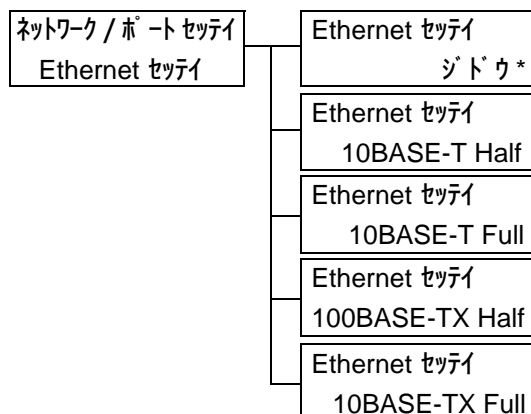 ネットワーク / ポート セッテイ
Ethernet セッテイ
Ethernet セッテイ
ジドウ*
Ethernet セッテイ
10BASE-T Half
Ethernet セッテイ
10BASE-T Full
Ethernet セッテイ
100BASE-TX Half
Ethernet セッテイ
10BASE-TX Full